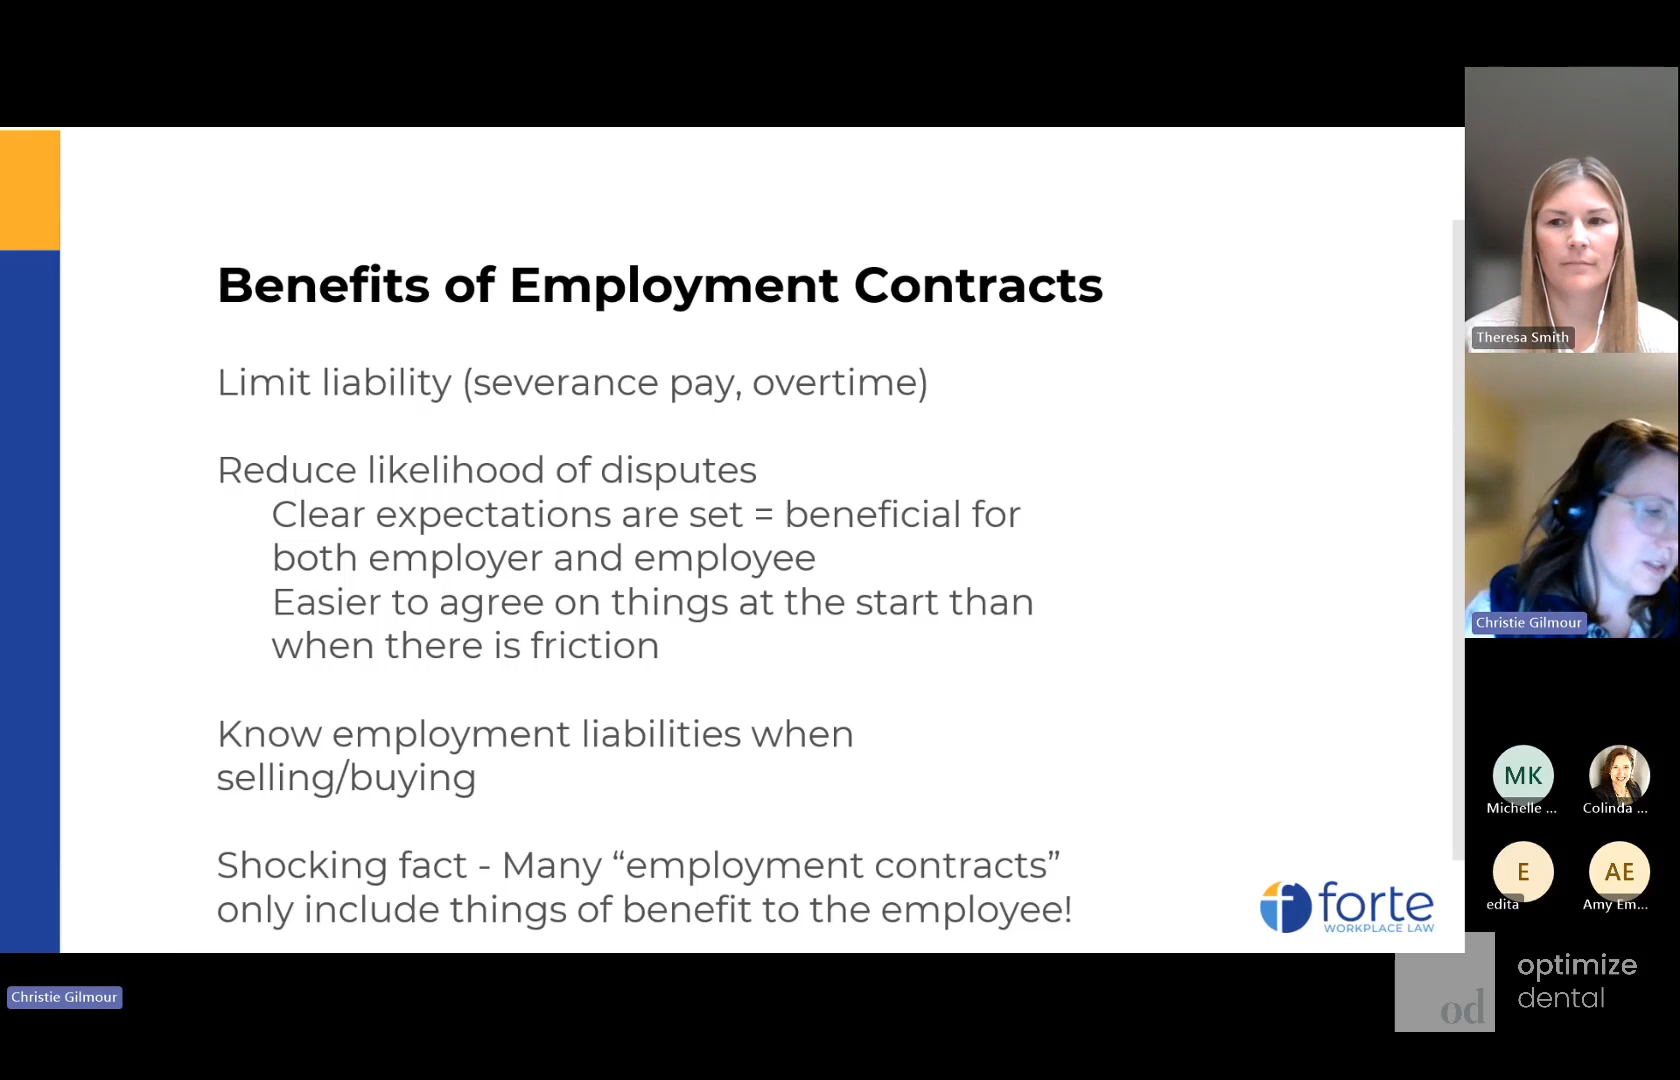 Benefits of Employment Contracts
Limit liability (severance pay, overtime)
Reduce likelihood of disputes
Clear expectations are set = beneficial for
both employer and employee
Easier to agree on things at the start than
when there is friction
Know employment liabilities when
selling/buying
Shocking fact - Many “employment contracts”
only include things of benefit to the employee!
forte
WORKPLACE LAW
Theresa Smith
Christie Gilmour
MK
Michelle ...
Colinda ...
E
edita
AE
Amy Em...
od
optimize
dental
Christie Gilmour